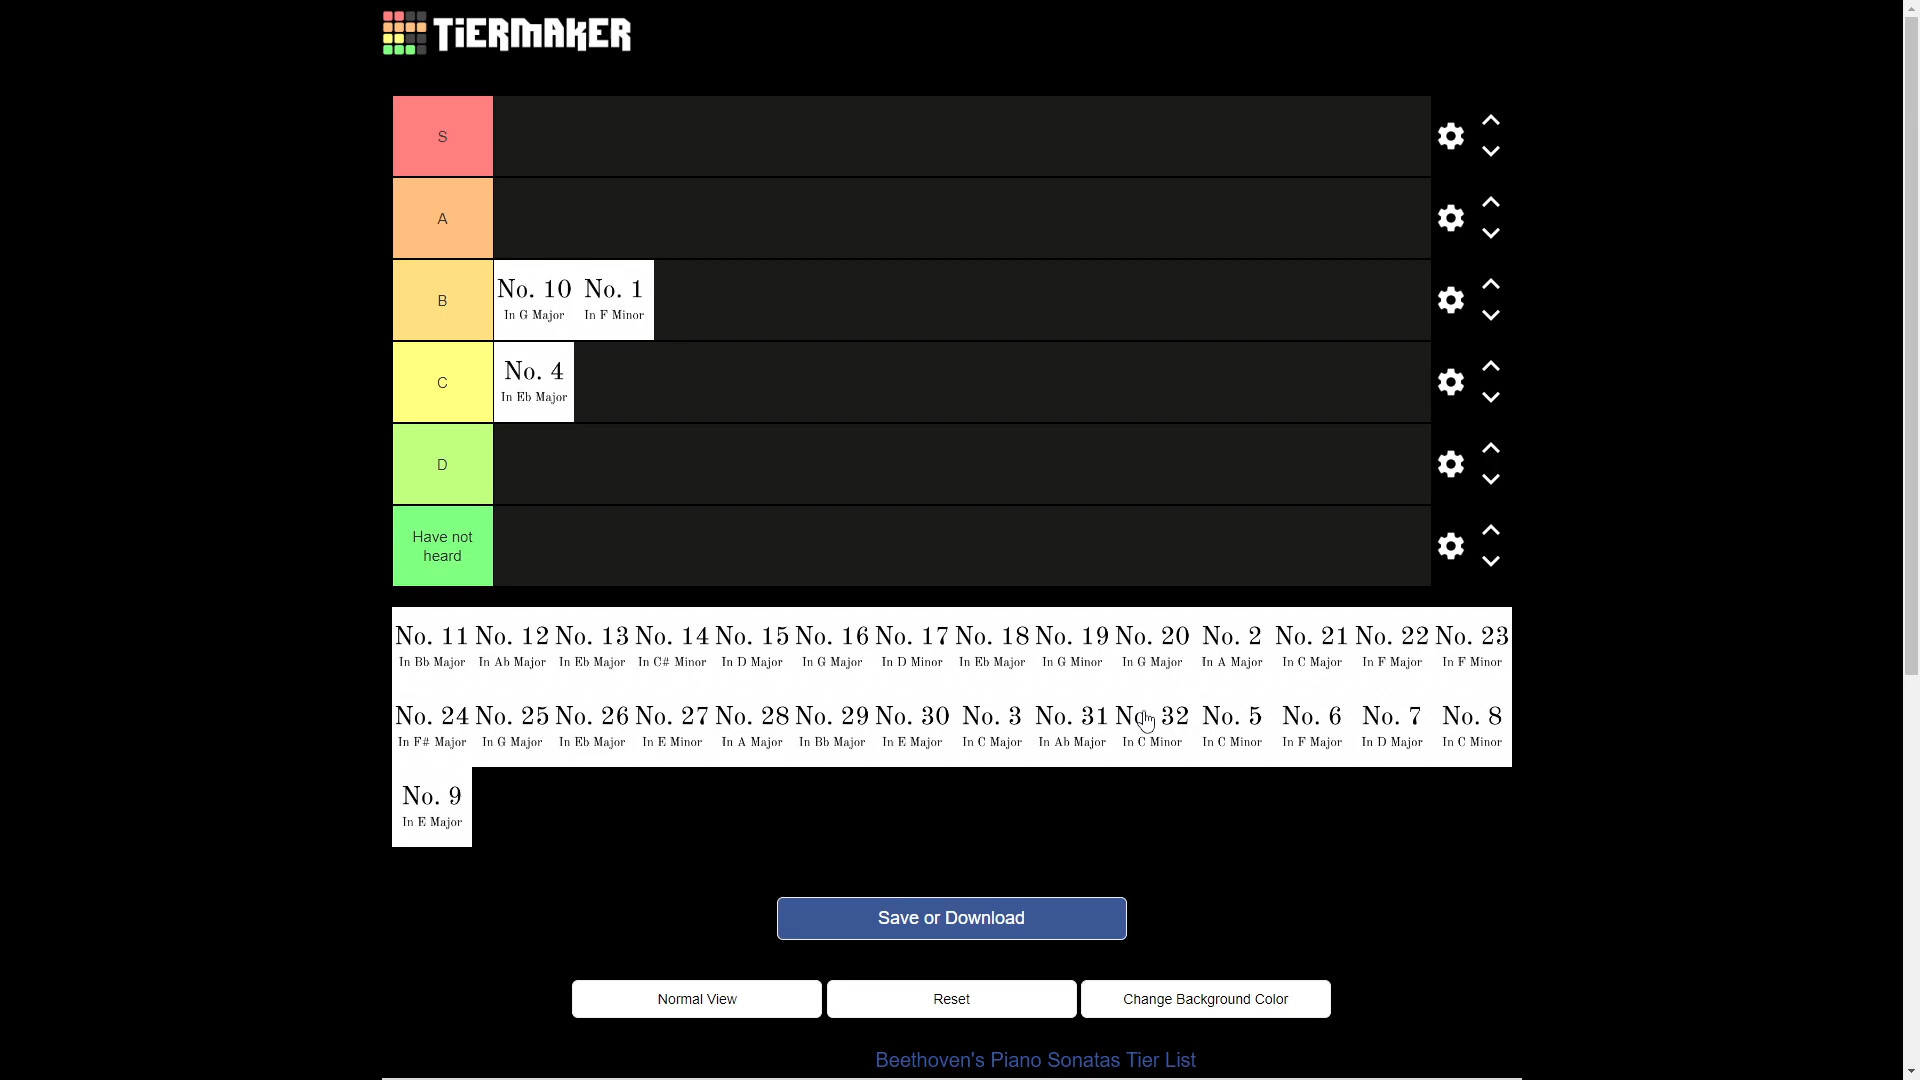 TiERMAKER
S
A
B
No. 10 No. 1
In G Major In F Minor
C
No. 4
In Eb Major
D
Have not
heard
No. 11 No. 12 No. 13 No. 14 No. 15 No. 16 No. 17 No. 18 No. 19 No. 20 No. 2 No. 21 No. 22 No. 23
In Bb Major In Ab Major In Eb Major In C# Minor In D Major In G Major In D Minor In Eb Major In G Minor In G Major In A Major In C Major In F Major In F Minor
No. 24 No. 25 No. 26 No. 27 No. 28 No. 29 No. 30 No. 3 No. 31 No. 32 No. 5 No. 6 No. 7 No. 8
In F# Major In G Major In Eb Major In E Minor In A Major In Bb Major In E Major In C Major In Ab Major In C Minor In C Minor In F Major In D Major In C Minor
No. 9
In E Major
Save or Download
Normal View Reset Change Background Color
Beethoven's Piano Sonatas Tier List